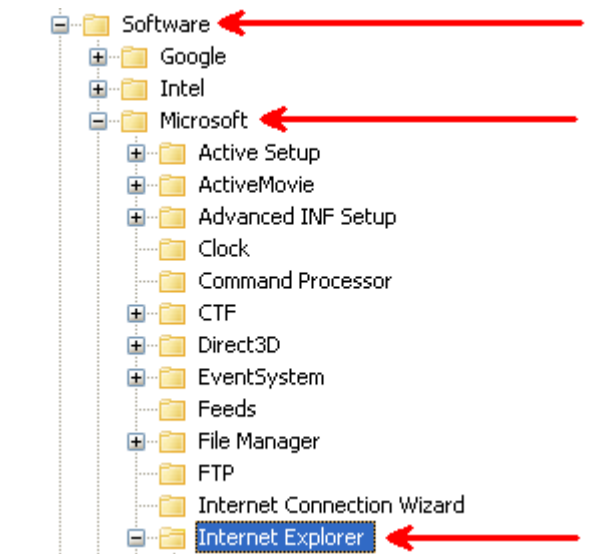 Software
Google
Intel
Microsoft
Active Setup
ActiveMovie
Advanced INF Setup
Clock
Command Processor
CTF
Direct3D
EventSystem
Feeds
File Manager
FTP
Internet Connection Wizard
Internet Explorer